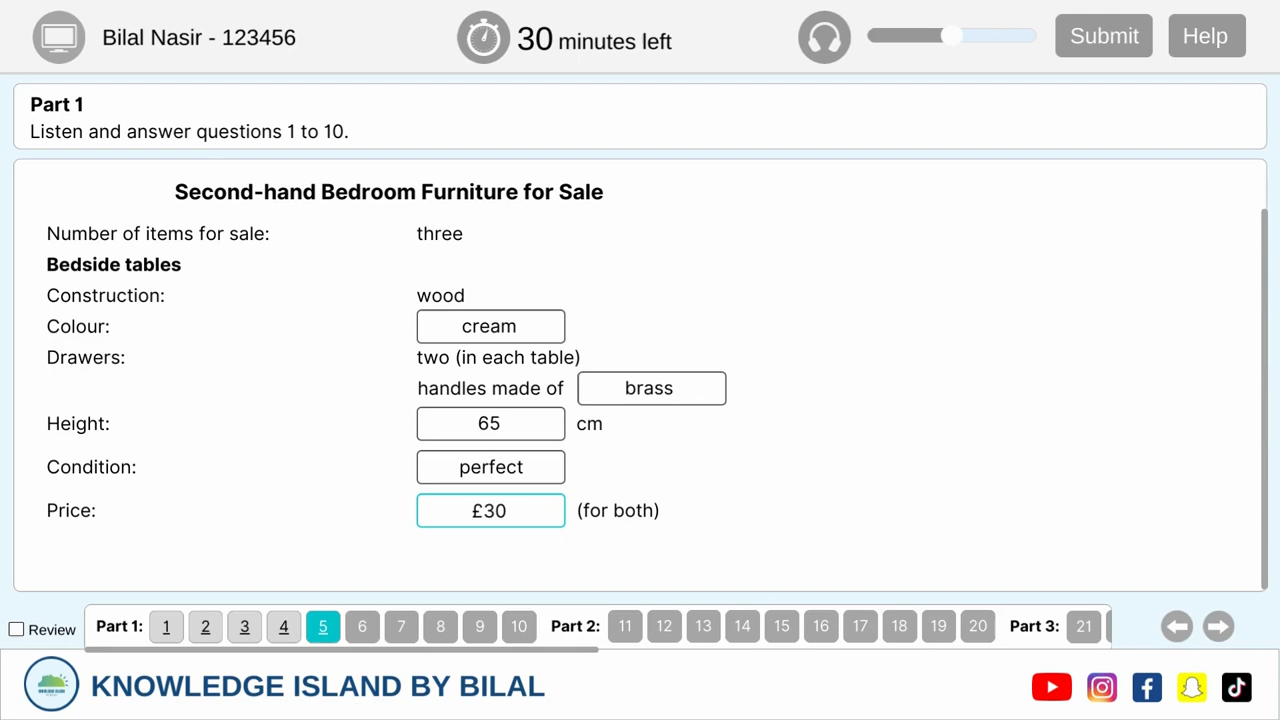 Bilal Nasir - 123456
30 minutes left
Submit
Help
Part 1
Listen and answer questions 1 to 10.
Second-hand Bedroom Furniture for Sale
Number of items for sale: three
Bedside tables
Construction: wood
Colour: cream
Drawers: two (in each table)
handles made of brass
Height: 65 cm
Condition: perfect
Price: £30 (for both)
Review
Part 1: 1 2 3 4 5 6 7 8 9 10 Part 2: 11 12 13 14 15 16 17 18 19 20 Part 3: 21
KNOWLEDGE ISLAND BY BILAL